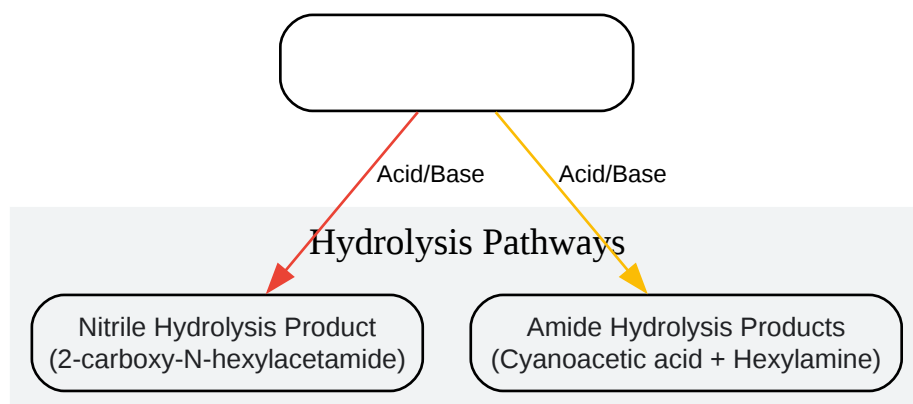 Acid/Base
Acid/Base
Hydrolysis Pathways
Nitrile Hydrolysis Product
(2-carboxy-N-hexylacetamide)
Amide Hydrolysis Products
(Cyanoacetic acid + Hexylamine)